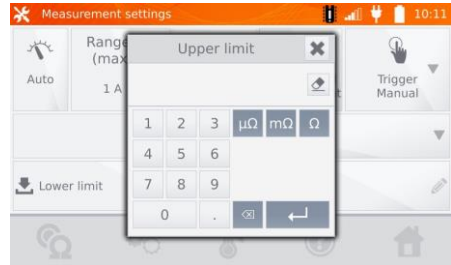 Measurement settings 10:11
Auto
Range
(max
1 A
Upper limit
Trigger
Manual
1 2 3 µΩ mΩ Ω
4 5 6
7 8 9
0 .
Lower limit